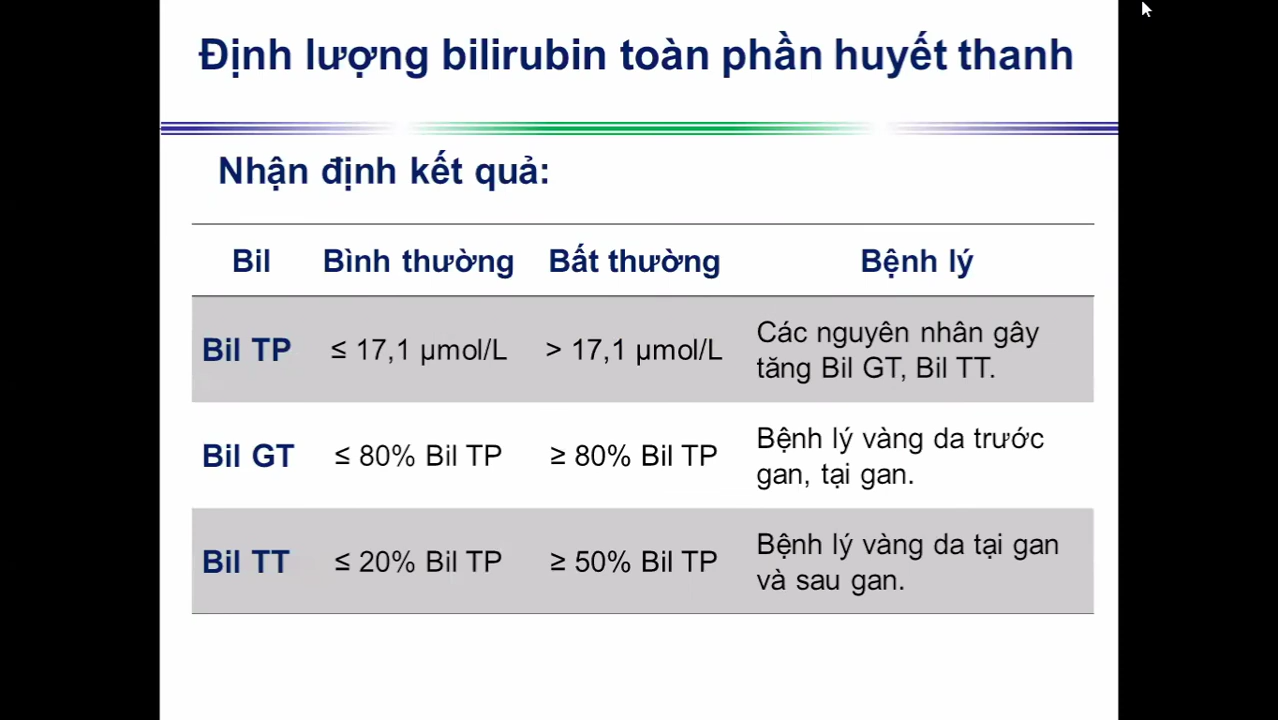 Định lượng bilirubin toàn phần huyết thanh
Nhận định kết quả:
Bil Bình thường Bất thường Bệnh lý
Bil TP ≤ 17,1 µmol/L > 17,1 µmol/L Các nguyên nhân gây
tăng Bil GT, Bil TT.
Bil GT ≤ 80% Bil TP ≥ 80% Bil TP Bệnh lý vàng da trước
gan, tại gan.
Bil TT ≤ 20% Bil TP ≥ 50% Bil TP Bệnh lý vàng da tại gan
và sau gan.